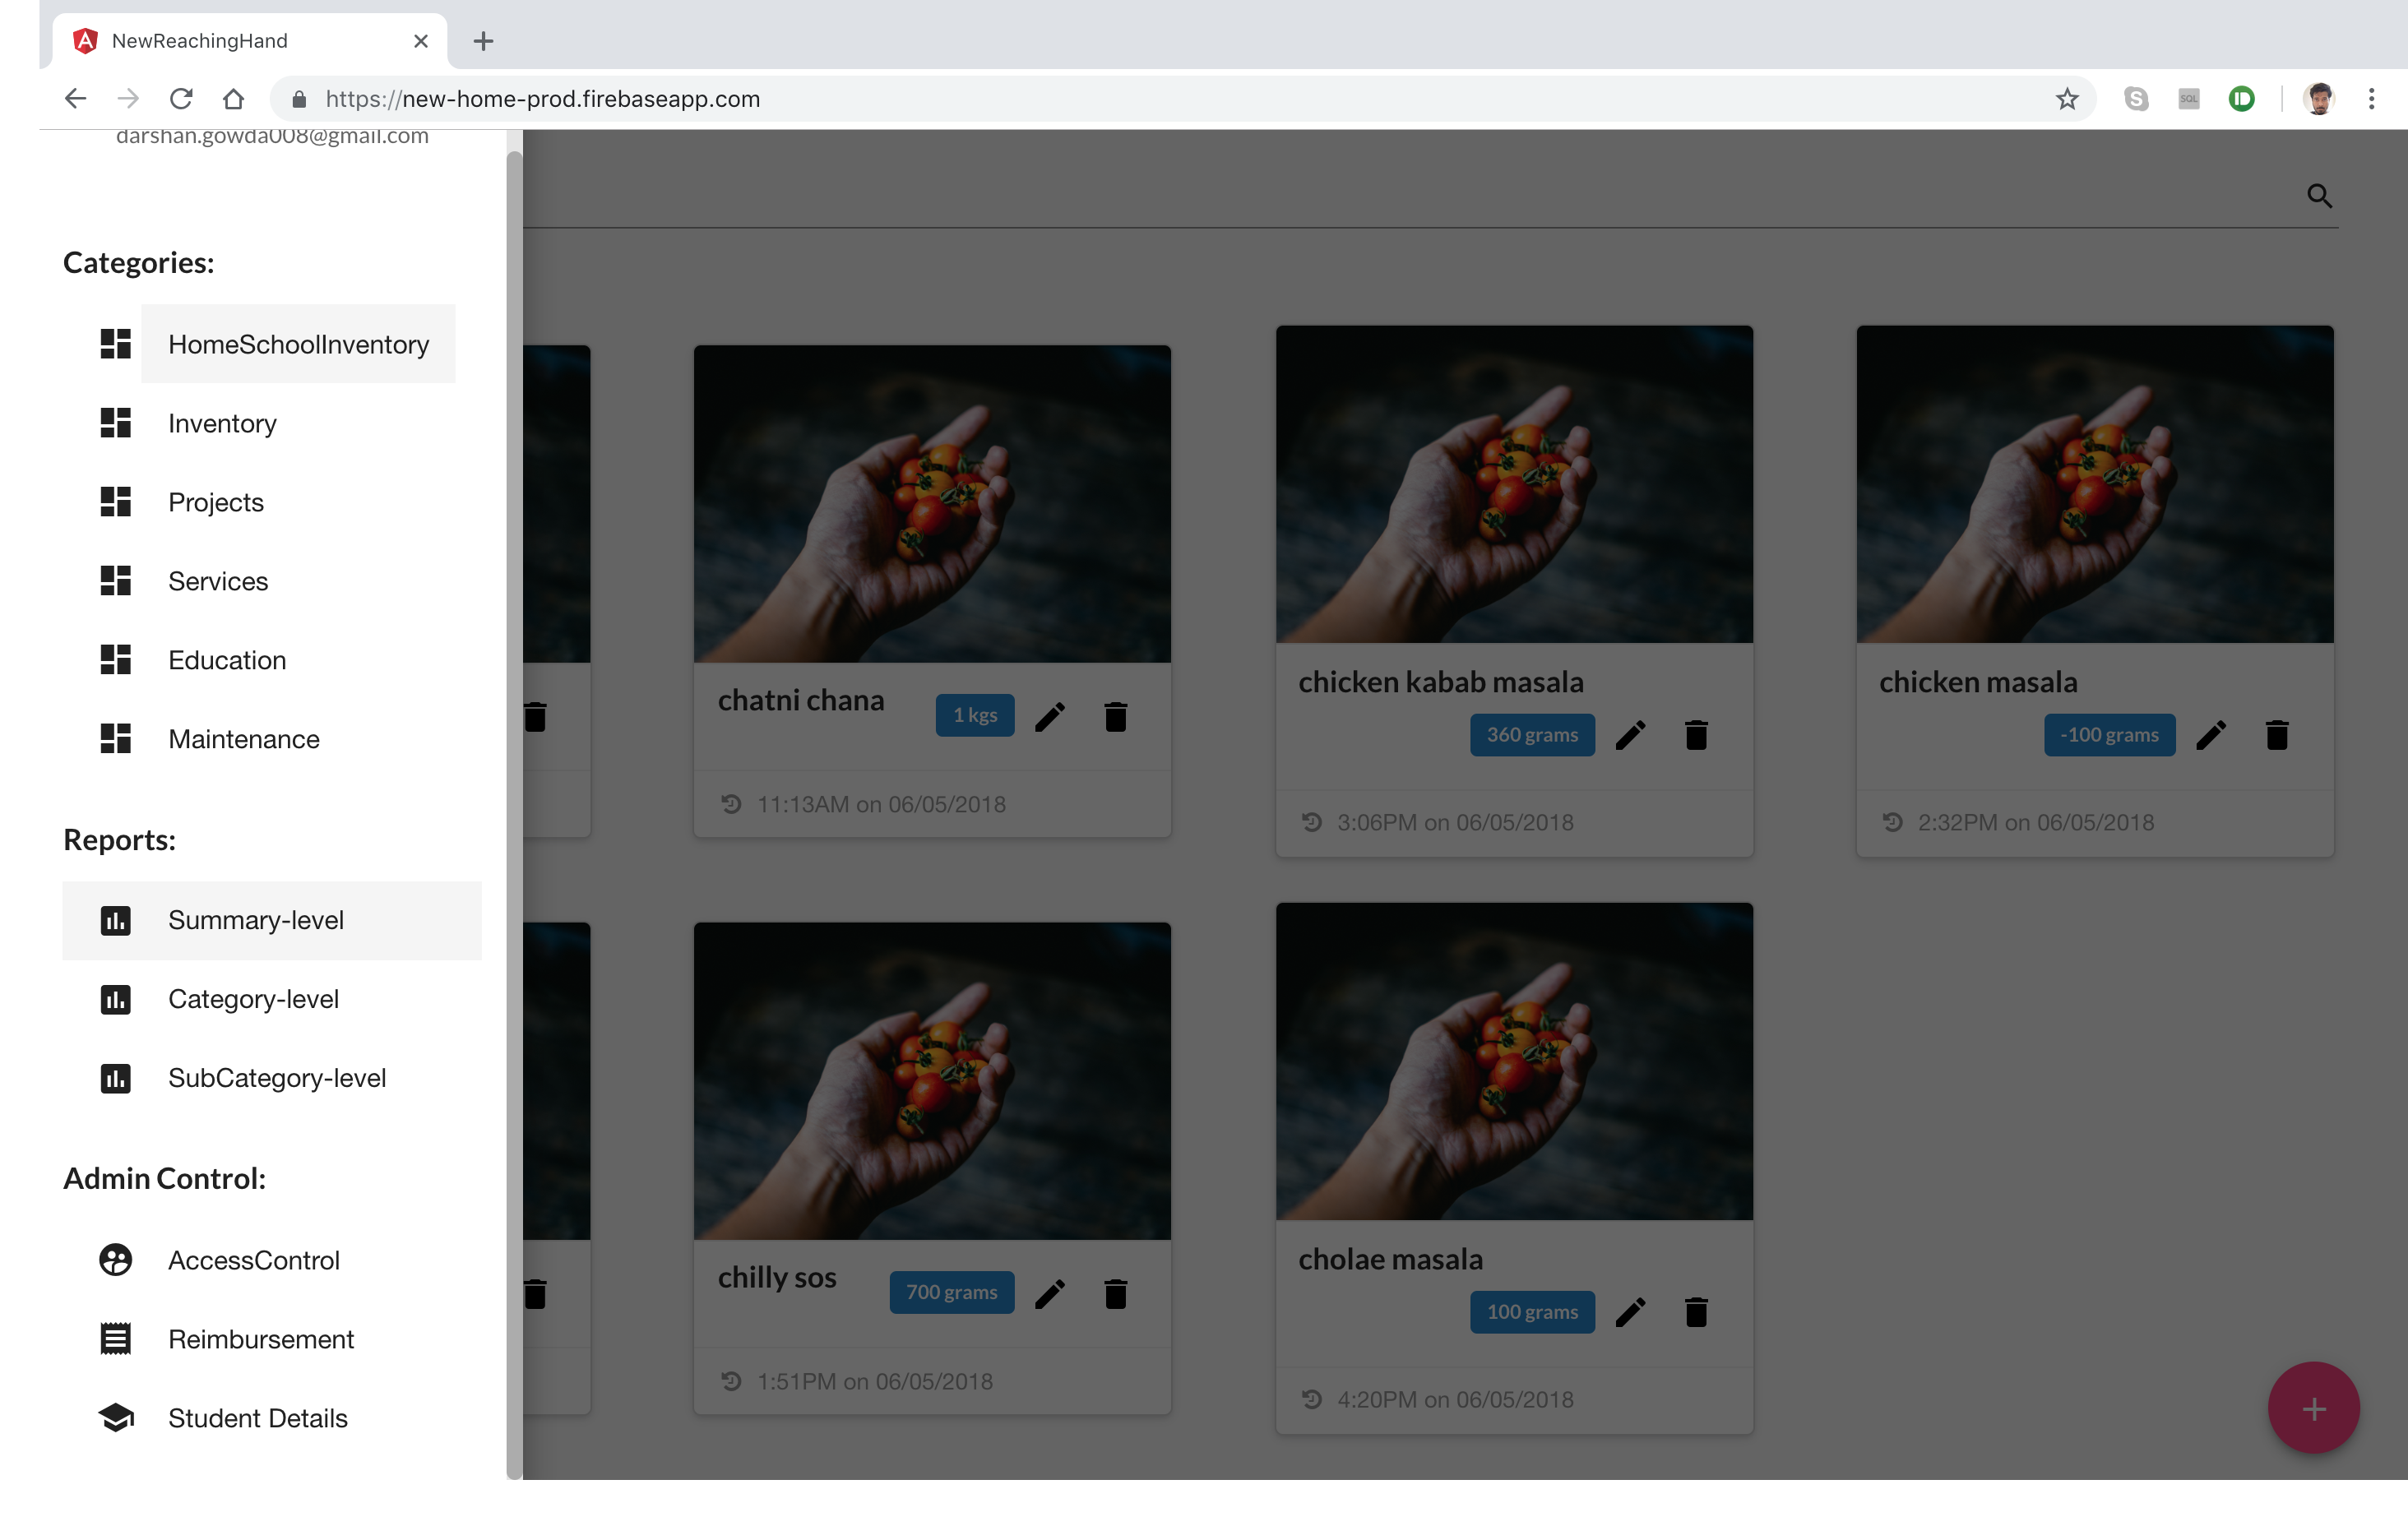 NewReachingHand
https://new-home-prod.firebaseapp.com
SQL
darshan.gowda008@gmail.com
Categories:
HomeSchoolInventory
Inventory
Projects
Services
Education
Maintenance
Reports:
Summary-level
Category-level
SubCategory-level
Admin Control:
AccessControl
Reimbursement
Student Details
chatni chana
1 kgs
11:13AM on 06/05/2018
chicken kabab masala
360 grams
3:06PM on 06/05/2018
chicken masala
-100 grams
2:32PM on 06/05/2018
chilly sos
700 grams
1:51PM on 06/05/2018
cholae masala
100 grams
4:20PM on 06/05/2018